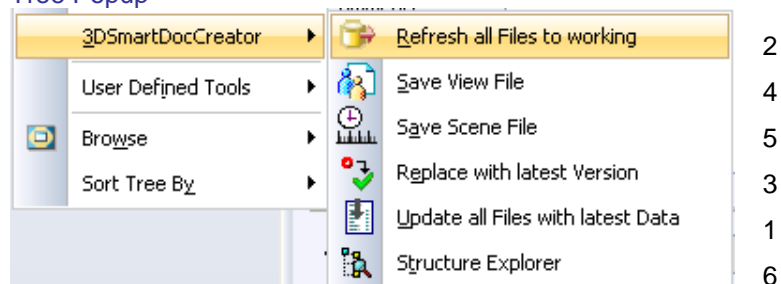 Tree Popup
3DSmartDocCreator
Refresh all Files to working
2
User Defined Tools
Save View File
4
Browse
Save Scene File
5
Sort Tree By
Replace with latest Version
3
Update all Files with latest Data
1
Structure Explorer
6